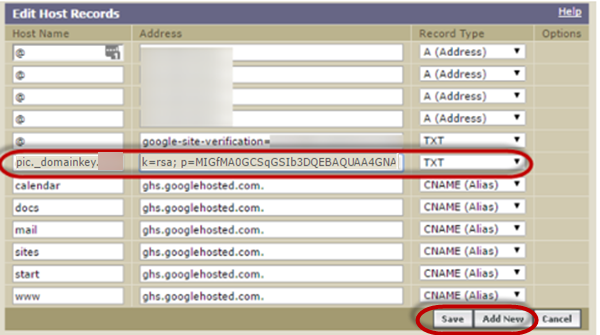 Edit Host Records Help
Host Name Address Record Type Options
@ A (Address)
@ A (Address)
@ A (Address)
@ A (Address)
@ google-site-verification= TXT
pic._domainkey. k=rsa; p=MIGfMA0GCSqGSIb3DQEBAQUAA4GNA TXT
calendar ghs.googlehosted.com. CNAME (Alias)
docs ghs.googlehosted.com. CNAME (Alias)
mail ghs.googlehosted.com. CNAME (Alias)
sites ghs.googlehosted.com. CNAME (Alias)
start ghs.googlehosted.com. CNAME (Alias)
www ghs.googlehosted.com. CNAME (Alias)
Save Add New Cancel